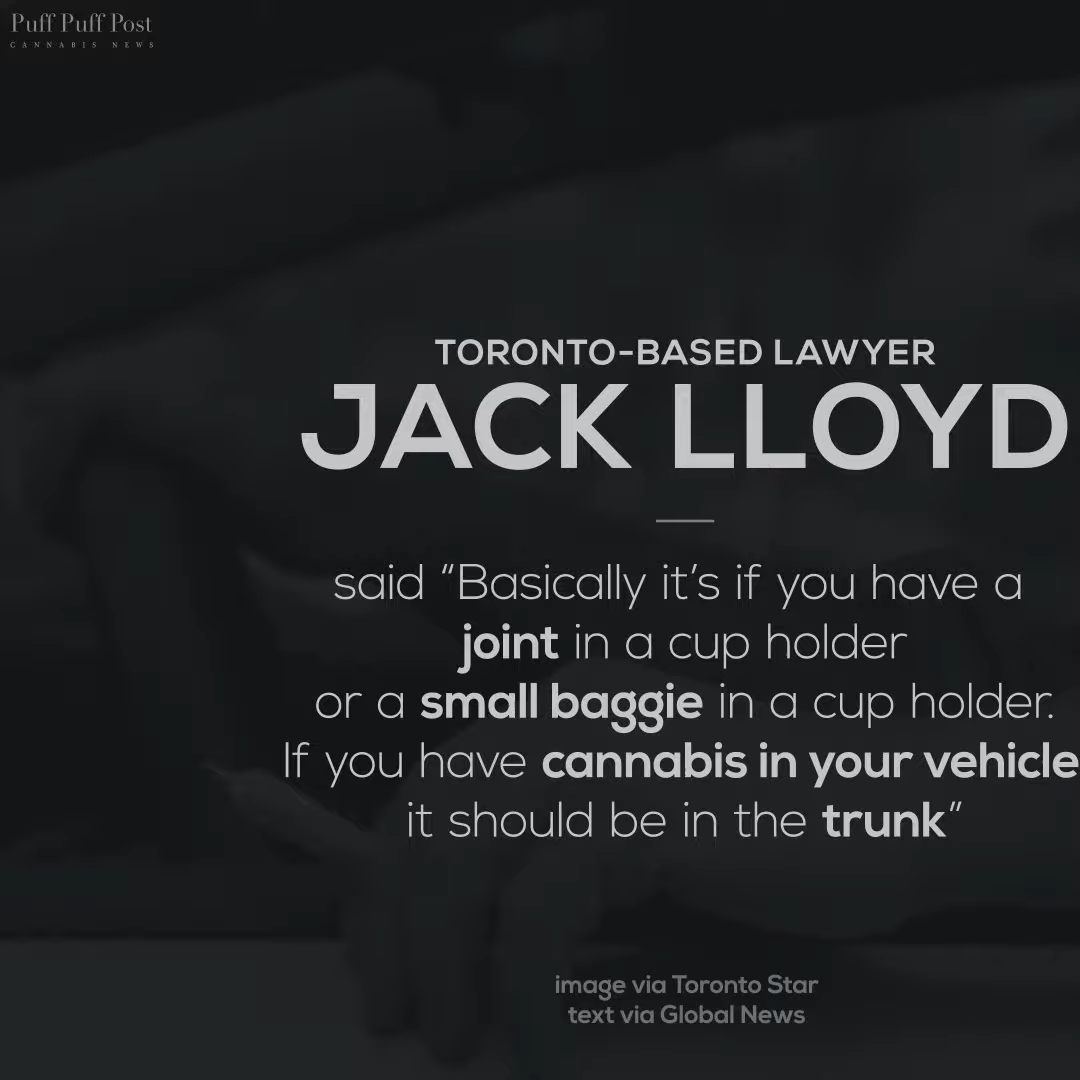 Puff Puff Post
CANNABIS NEWS
TORONTO-BASED LAWYER
JACK LLOYD
said “Basically it’s if you have a
joint in a cup holder
or a small baggie in a cup holder.
If you have cannabis in your vehicle
it should be in the trunk”
image via Toronto Star
text via Global News